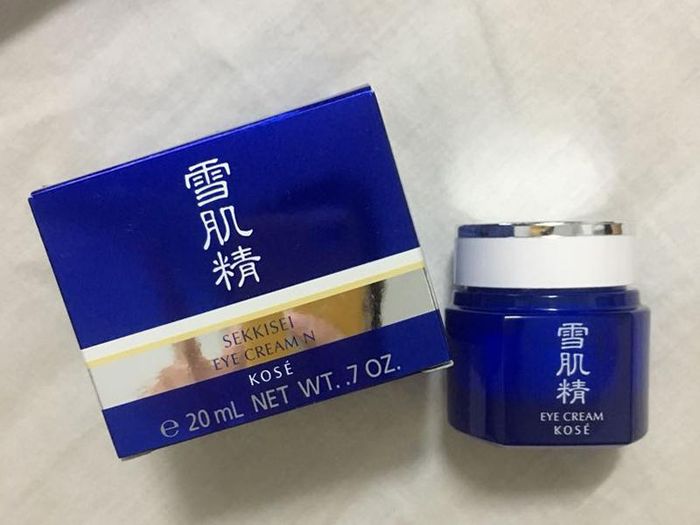 雪肌精
SEKKISEI
EYE CREAM N
KOSÉ
℮ 20 mL NET WT. .7 OZ.
雪肌精
EYE CREAM
KOSÉ